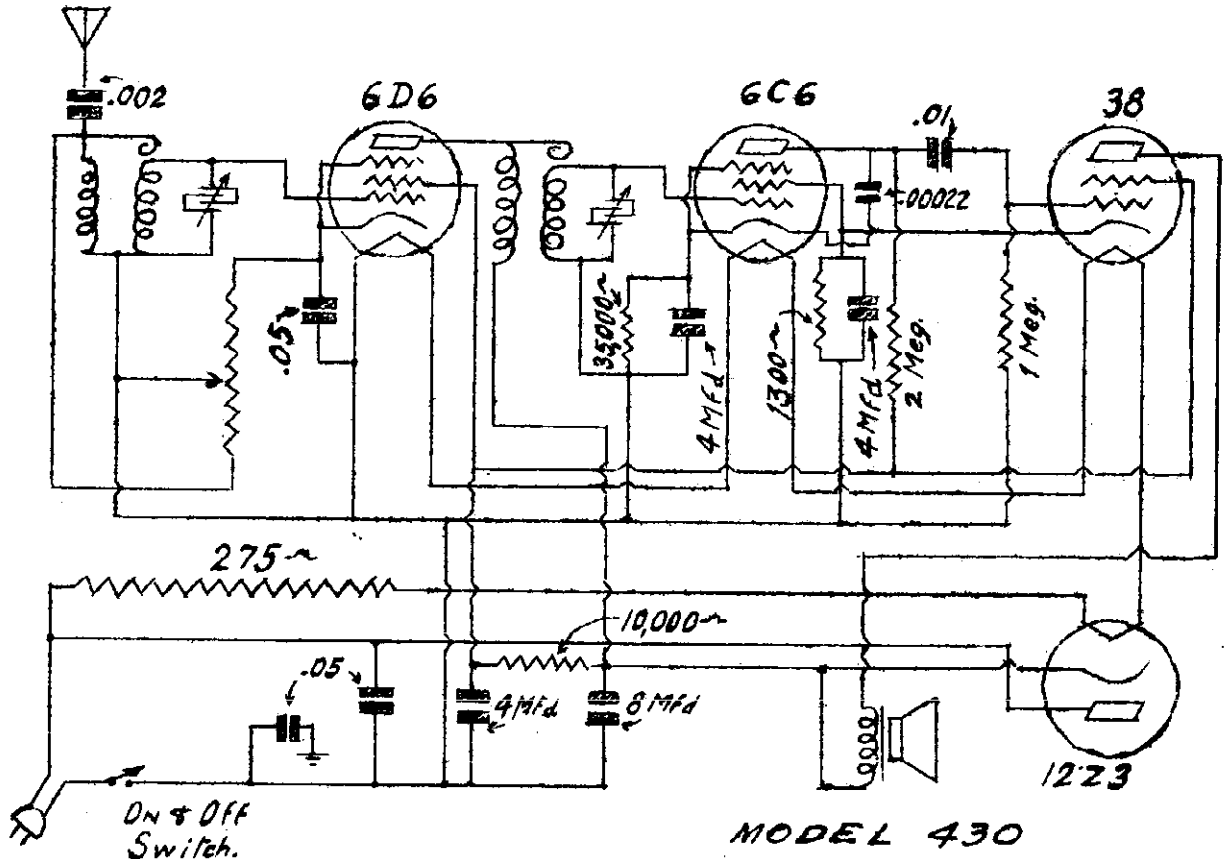 .002
6D6
6C6
38
.01
.00022
.05
35,000~
4 Mfd
1300~
4 Mfd
2 Meg.
1 Meg.
275~
10,000~
.05
4 Mfd
8 Mfd
ON & OFF
Switch.
12Z3
MODEL 430